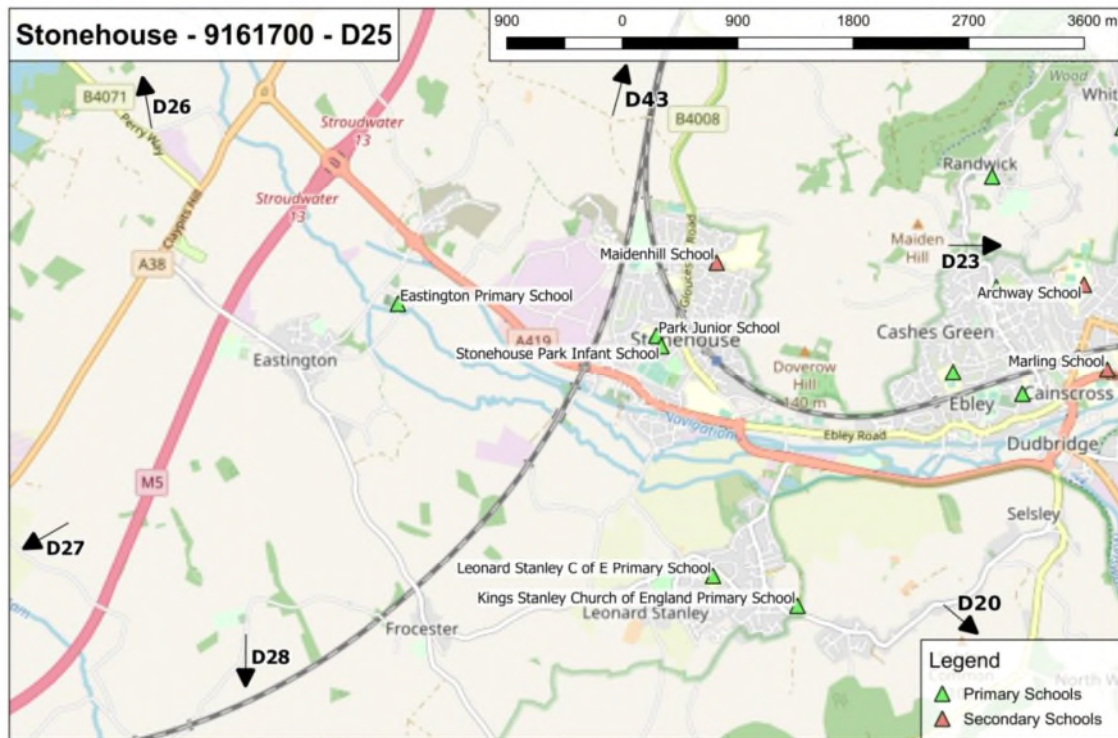 Stonehouse - 9161700 - D25
900 0 900 1800 2700 3600 m
B4071
D26
Perry Way
Stroudwater
13
D43
B4008
Wood
Whit
Randwick
Stroudwater
13
Claypits Hill
A38
Maiden
Hill
D23
Maidenhill School
Road
Archway School
Eastington Primary School
Park Junior School
Cashes Green
A419
Stonehouse Park Infant School
Eastington
Doverow
Hill
140 m
Marling School
Ebley
Cainscross
Navigation
Ebley Road
Dudbridge
M5
Selsley
D27
Leonard Stanley C of E Primary School
Kings Stanley Church of England Primary School
Leonard Stanley
D20
Frocester
D28
Legend
Primary Schools
Secondary Schools
Common
North W